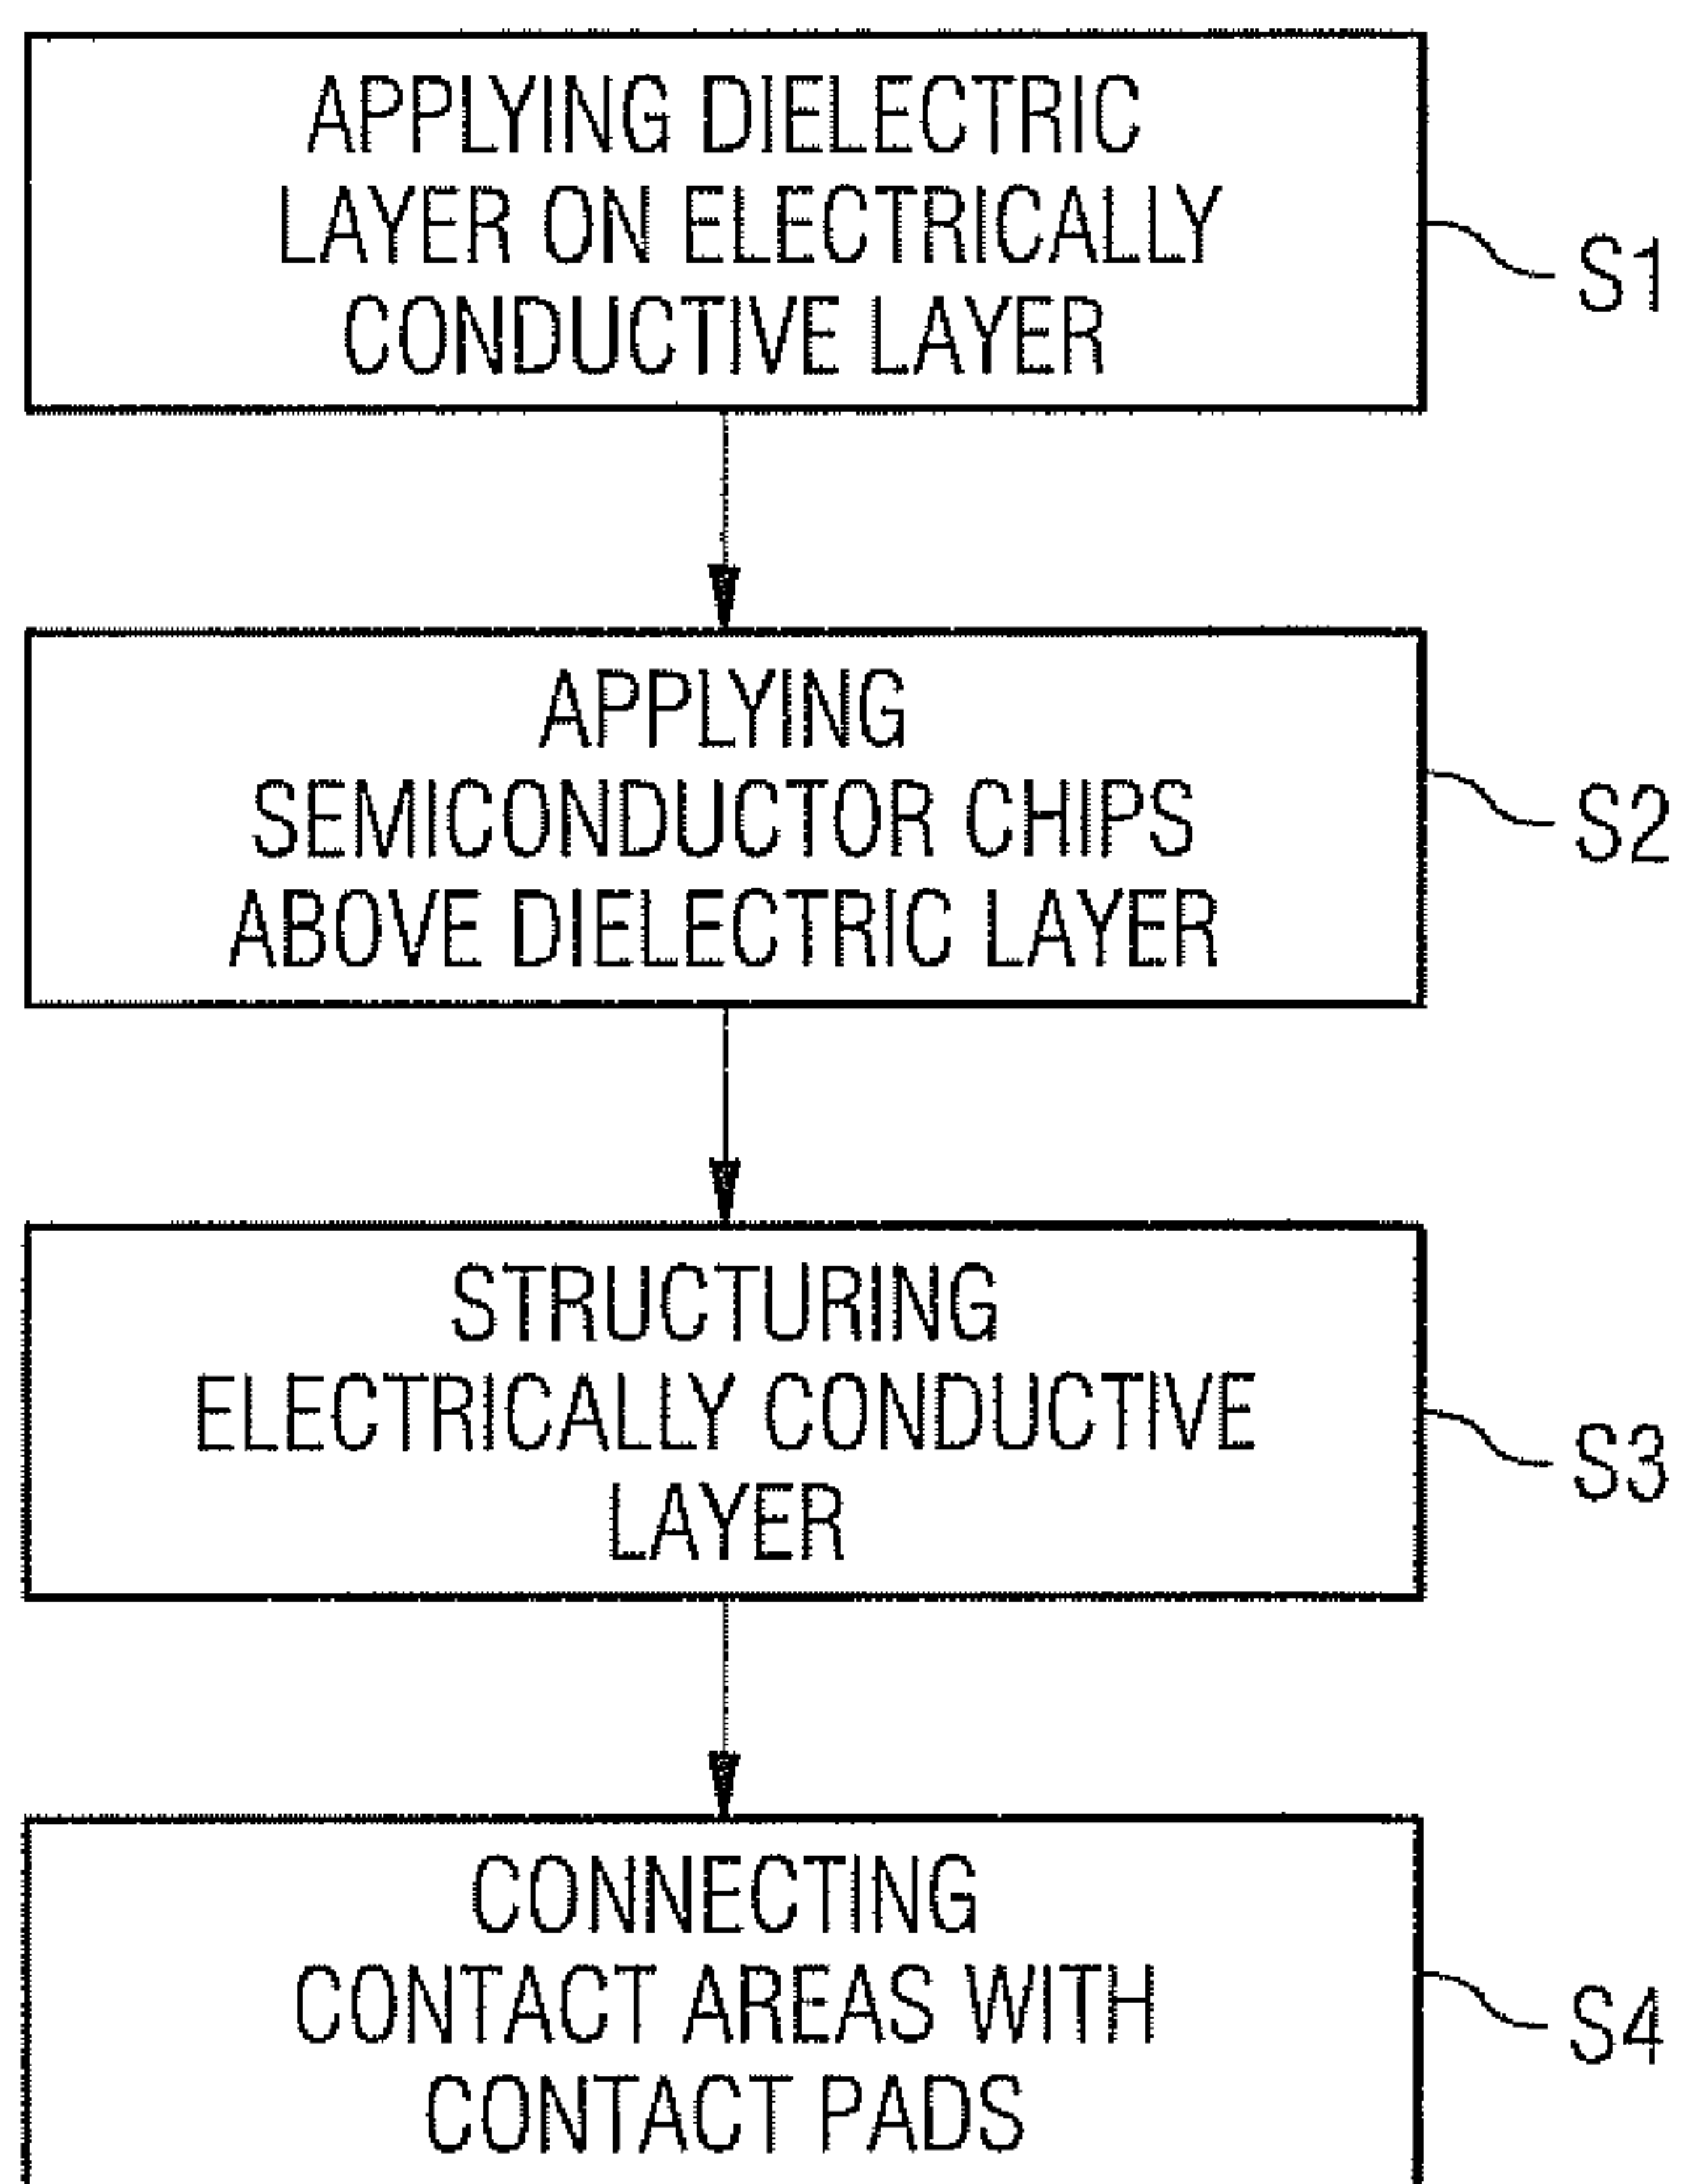 APPLYING DIELECTRIC
LAYER ON ELECTRICALLY
CONDUCTIVE LAYER
S1
APPLYING
SEMICONDUCTOR CHIPS
ABOVE DIELECTRIC LAYER
S2
STRUCTURING
ELECTRICALLY CONDUCTIVE
LAYER
S3
CONNECTING
CONTACT AREAS WITH
CONTACT PADS
S4